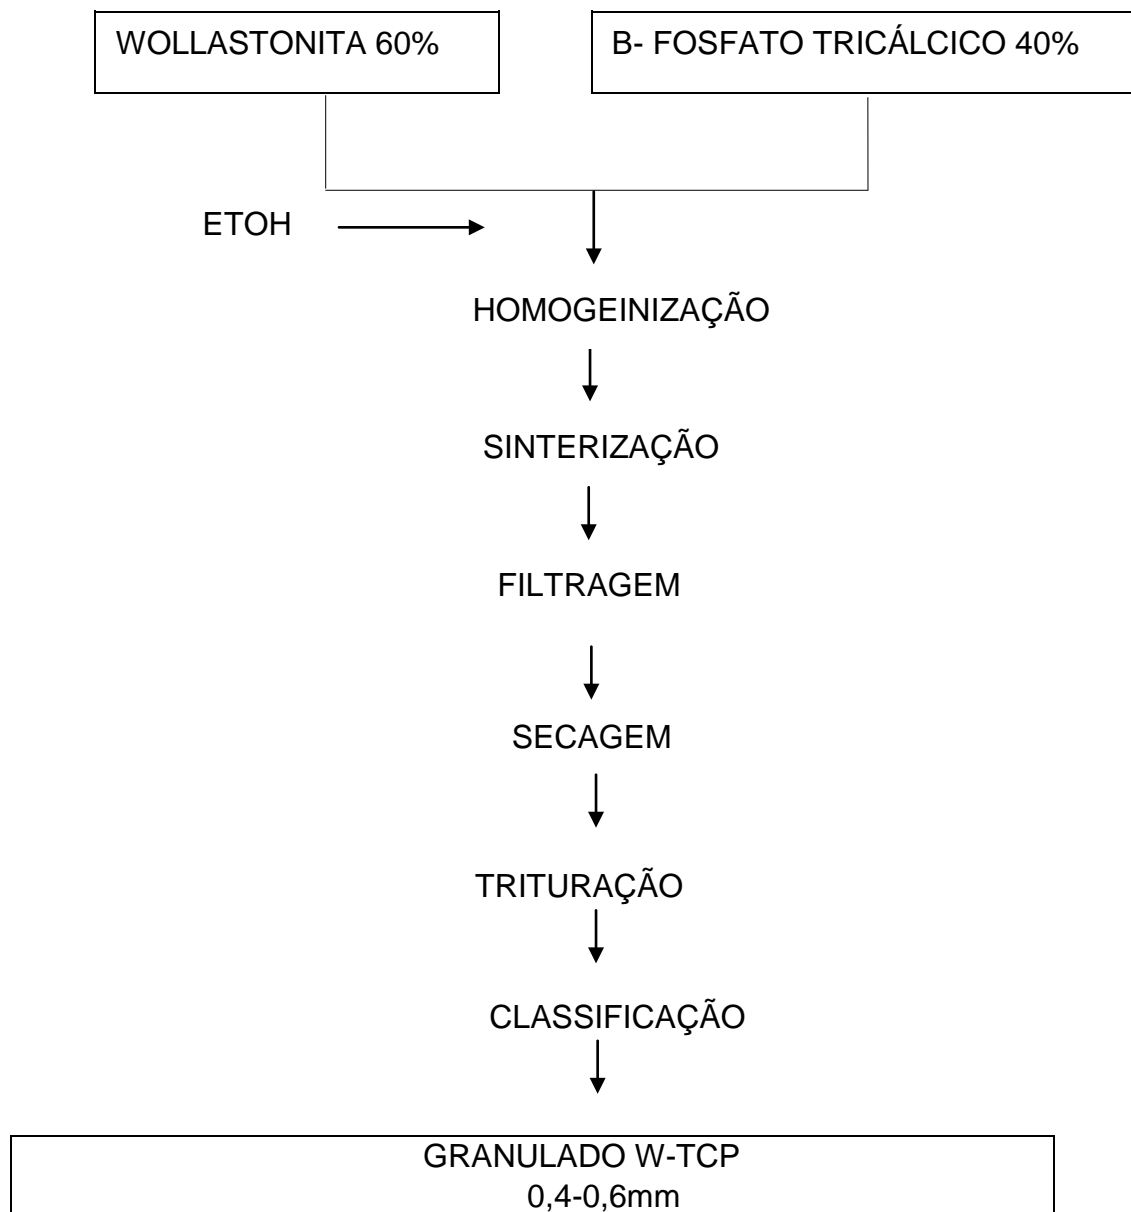 WOLLASTONITA 60%
B- FOSFATO TRICÁLCICO 40%
ETOH
HOMOGEINIZAÇÃO
SINTERIZAÇÃO
FILTRAGEM
SECAGEM
TRITURAÇÃO
CLASSIFICAÇÃO
GRANULADO W-TCP
0,4-0,6mm